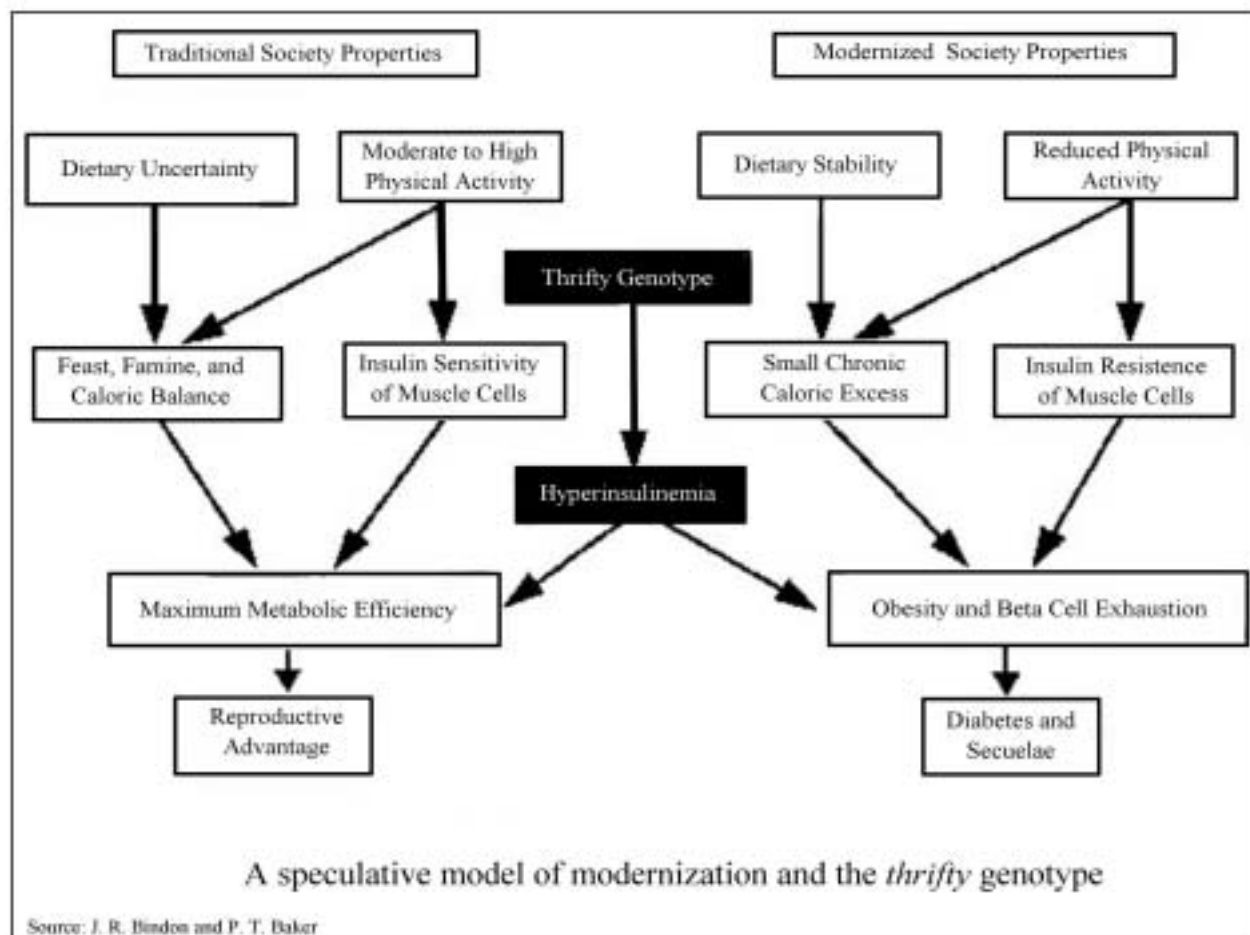 Traditional Society Properties
Modernized Society Properties
Dietary Uncertainty
Moderate to High
Physical Activity
Dietary Stability
Reduced Physical
Activity
Thrifty Genotype
Feast, Famine, and
Caloric Balance
Insulin Sensitivity
of Muscle Cells
Small Chronic
Caloric Excess
Insulin Resistence
of Muscle Cells
Hyperinsulinemia
Maximum Metabolic Efficiency
Obesity and Beta Cell Exhaustion
Reproductive
Advantage
Diabetes and
Secuelae
A speculative model of modernization and the thrifty genotype
Source: J. R. Bindon and P. T. Baker